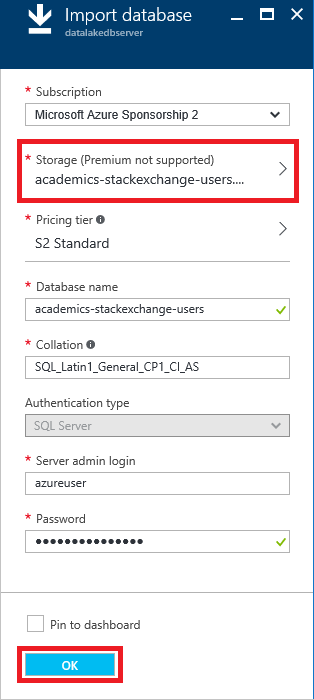 Import database
datalakedbserver
* Subscription
Microsoft Azure Sponsorship 2
* Storage (Premium not supported)
academics-stackexchange-users....
* Pricing tier
S2 Standard
* Database name
academics-stackexchange-users
* Collation
SQL_Latin1_General_CP1_CI_AS
Authentication type
SQL Server
* Server admin login
azureuser
* Password
•••••••••••••••
Pin to dashboard
OK